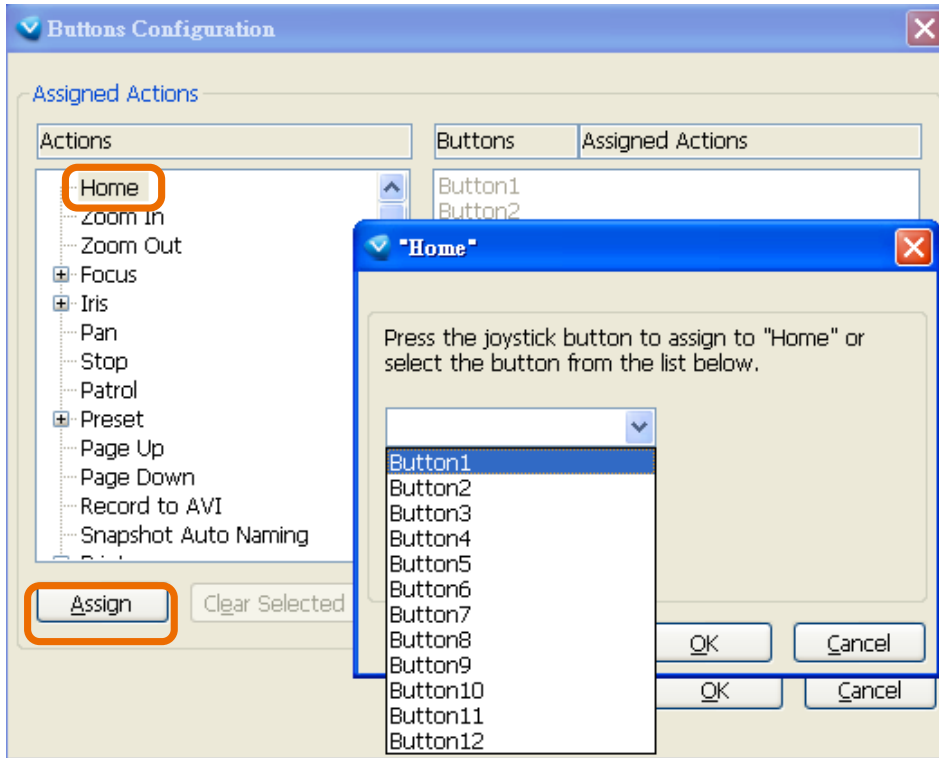 Buttons Configuration
Assigned Actions
Actions
Buttons
Assigned Actions
Home
Zoom In
Zoom Out
Focus
Iris
Pan
Stop
Patrol
Preset
Page Up
Page Down
Record to AVI
Snapshot Auto Naming
Assign
Clear Selected
Button1
Button2
"Home"
Press the joystick button to assign to "Home" or
select the button from the list below.
Button1
Button2
Button3
Button4
Button5
Button6
Button7
Button8
Button9
Button10
Button11
Button12
OK
Cancel
OK
Cancel